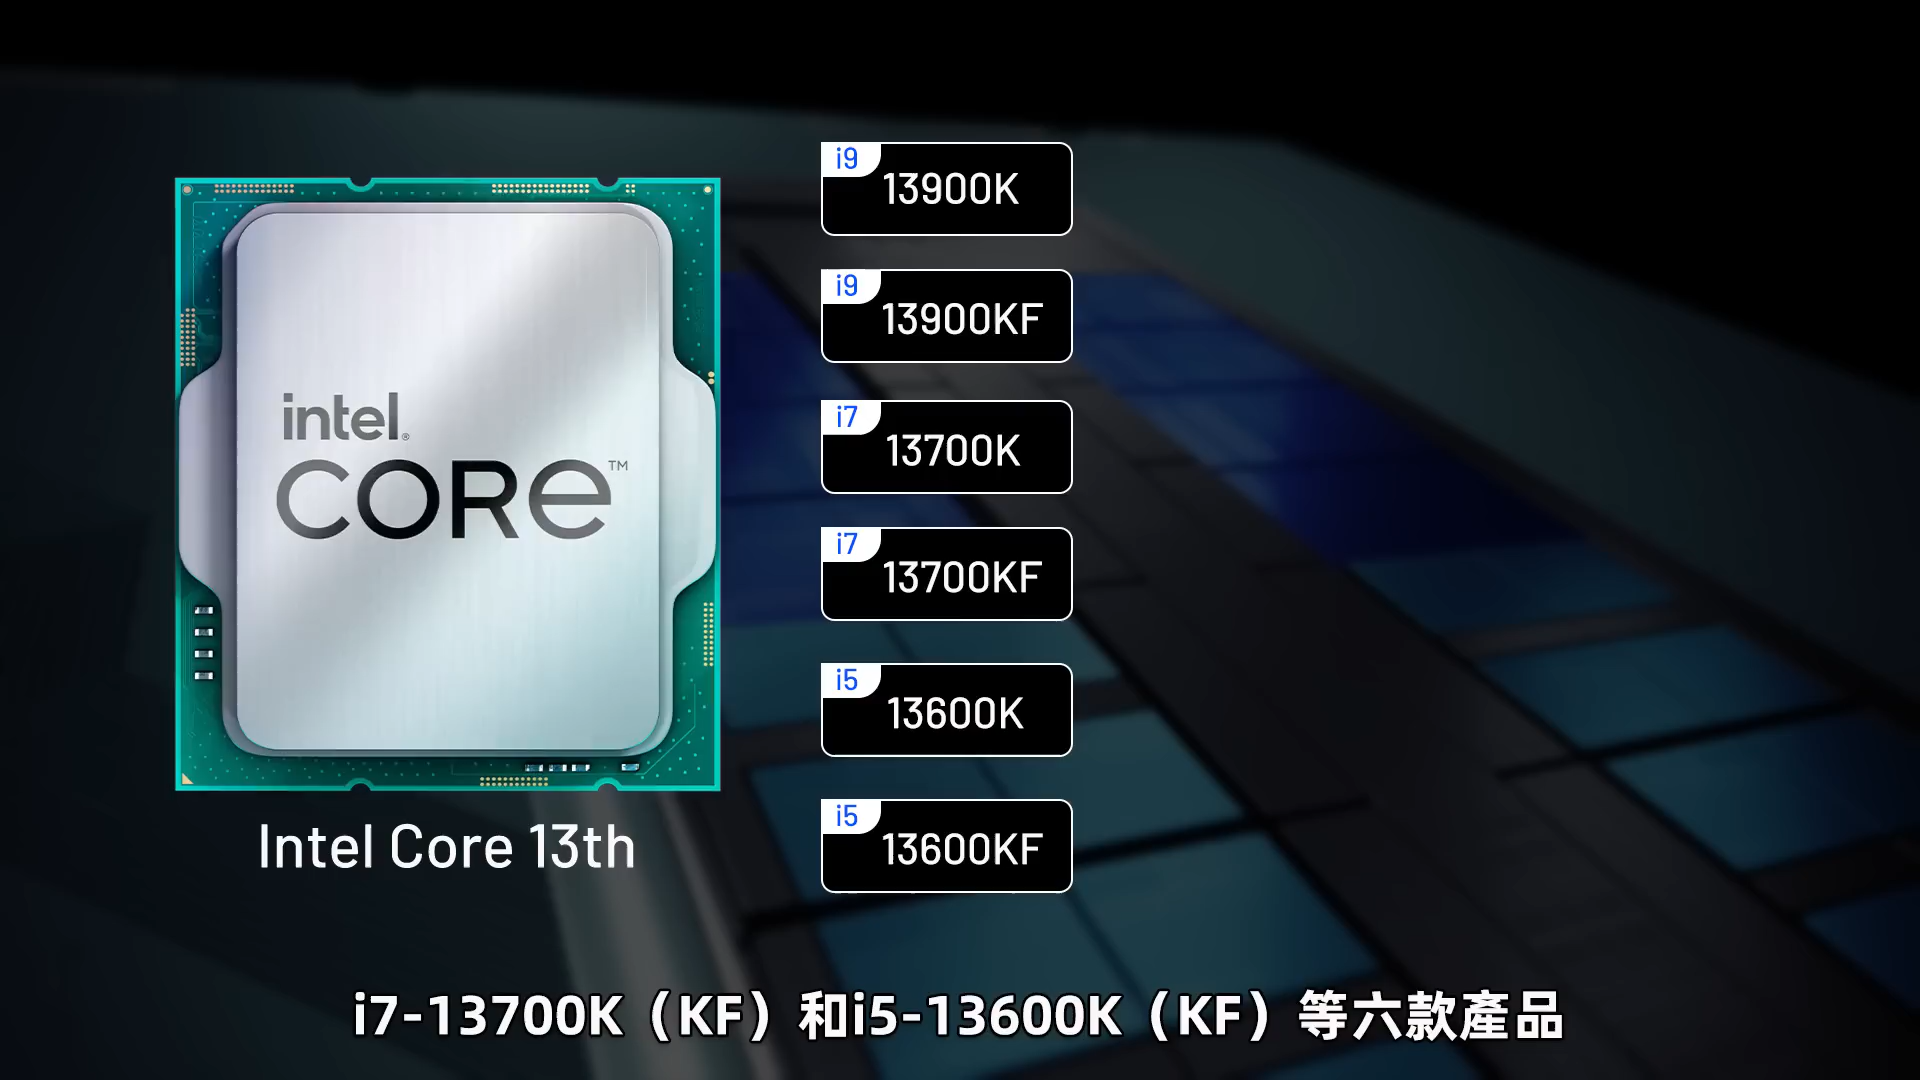 intel®
CORE™
Intel Core 13th
i9
13900K
i9
13900KF
i7
13700K
i7
13700KF
i5
13600K
i5
13600KF
i7-13700K（KF）和i5-13600K（KF）等六款產品